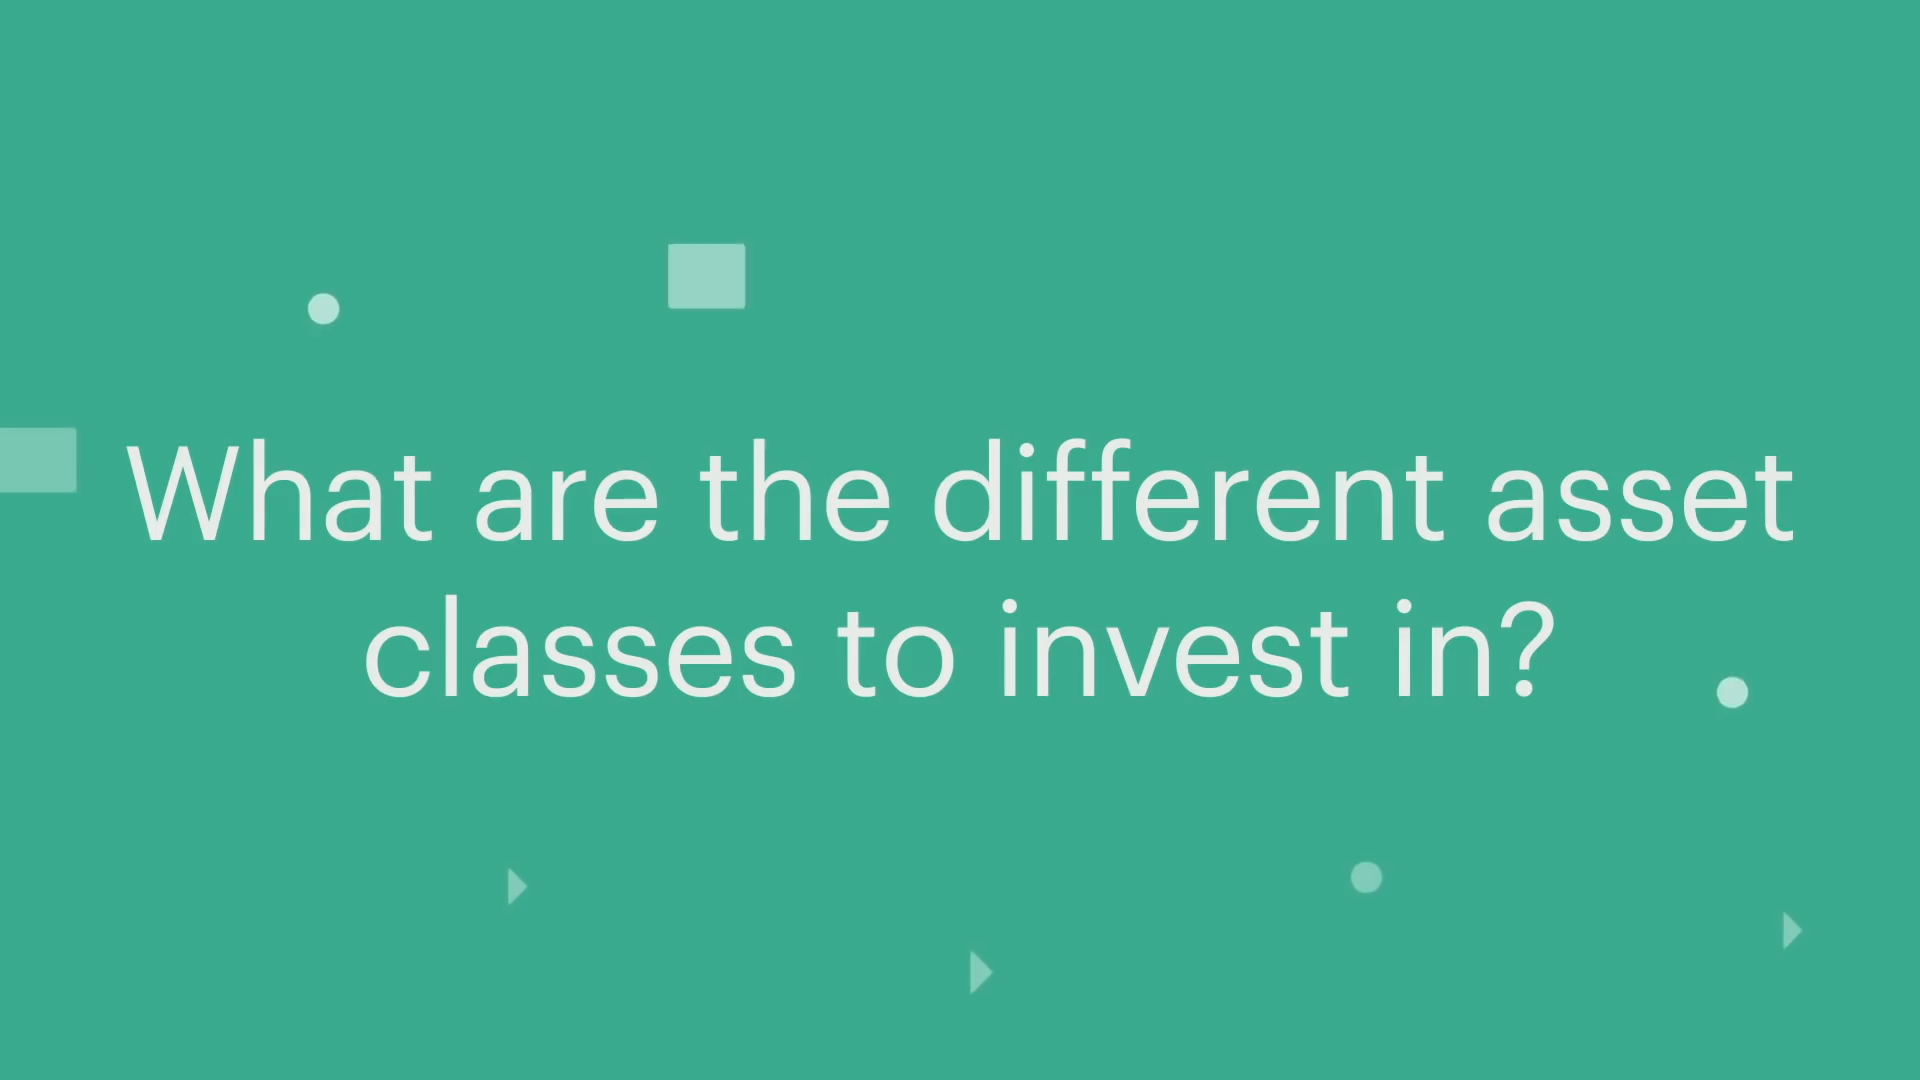 What are the different asset
classes to invest in?